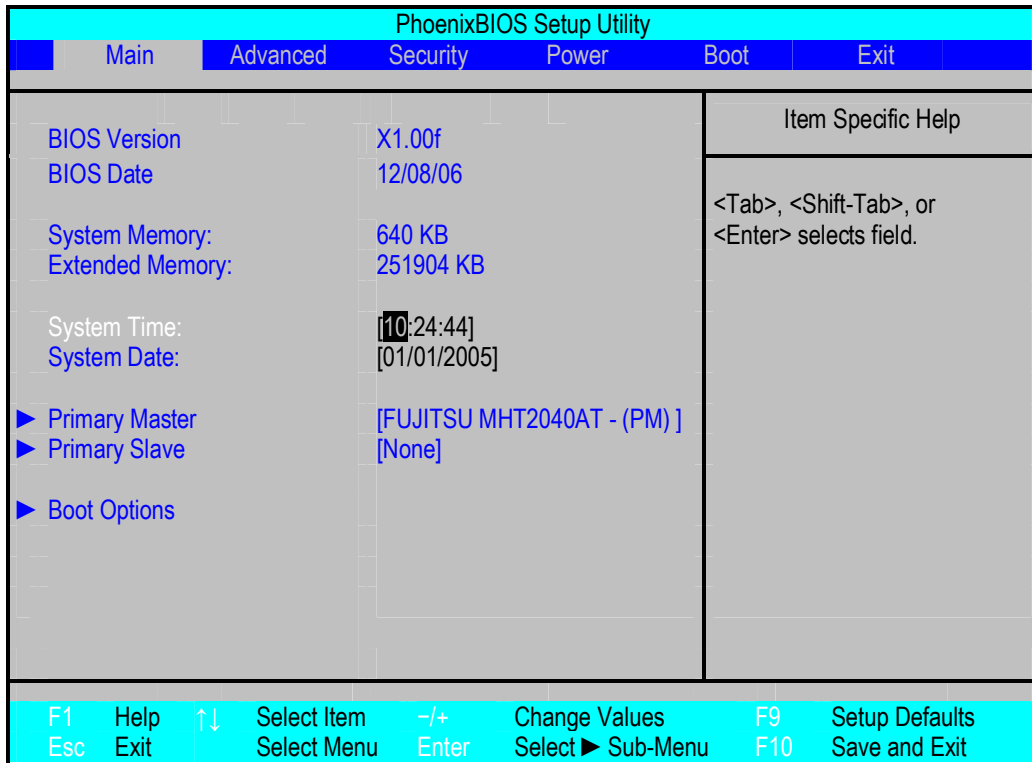 PhoenixBIOS Setup Utility
Main Advanced Security Power Boot Exit
Item Specific Help
BIOS Version X1.00f
BIOS Date 12/08/06
<Tab>, <Shift-Tab>, or
System Memory: 640 KB <Enter> selects field.
Extended Memory: 251904 KB
System Time: [10:24:44]
System Date: [01/01/2005]
► Primary Master [FUJITSU MHT2040AT - (PM) ]
► Primary Slave [None]
► Boot Options
F1 Help ↑↓ Select Item −/+ Change Values F9 Setup Defaults
Esc Exit Select Menu Enter Select ► Sub-Menu F10 Save and Exit